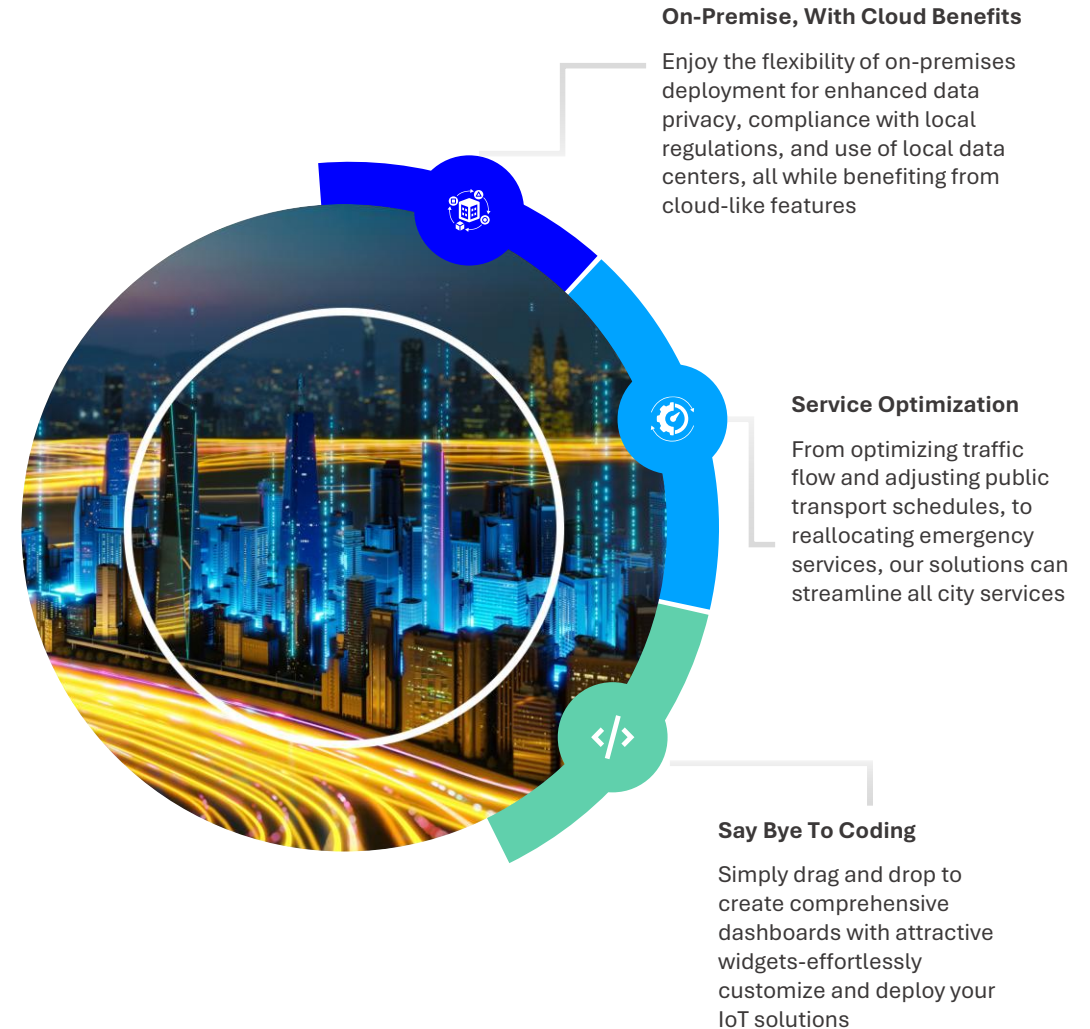 On-Premise, With Cloud Benefits
Enjoy the flexibility of on-premises
deployment for enhanced data
privacy, compliance with local
regulations, and use of local data
centers, all while benefiting from
cloud-like features
Service Optimization
From optimizing traffic
flow and adjusting public
transport schedules, to
reallocating emergency
services, our solutions can
streamline all city services
Say Bye To Coding
Simply drag and drop to
create comprehensive
dashboards with attractive
widgets-effortlessly
customize and deploy your
IoT solutions